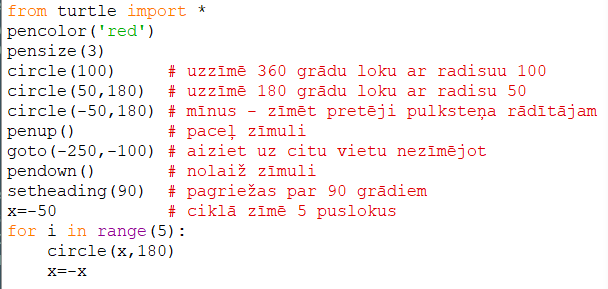 from turtle import *
pencolor('red')
pensize(3)
circle(100)     # uzzīmē 360 grādu loku ar radisuu 100
circle(50,180)  # uzzīmē 180 grādu loku ar radisu 50
circle(-50,180) # mīnus - zīmēt pretēji pulksteņa rādītājam
penup()         # paceļ zīmuli
goto(-250,-100) # aiziet uz citu vietu nezīmējot
pendown()       # nolaiž zīmuli
setheading(90)  # pagriežas par 90 grādiem
x=-50           # ciklā zīmē 5 puslokus
for i in range(5):
    circle(x,180)
    x=-x